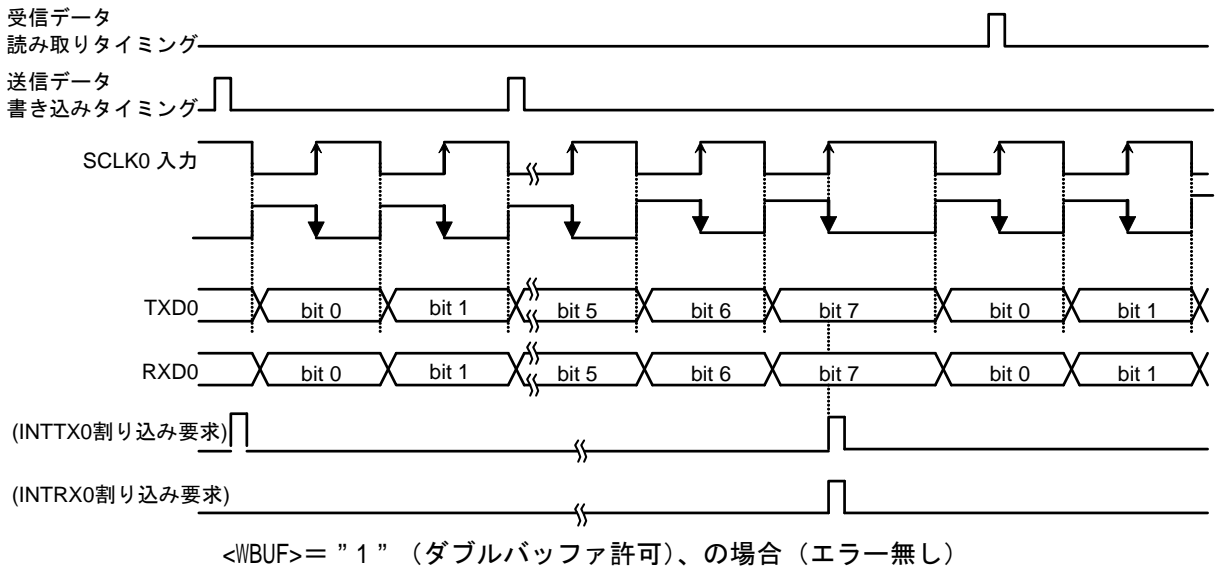 受信データ
読み取りタイミング
送信データ
書き込みタイミング
SCLK0 入力
TXD0 bit 0 bit 1 bit 5 bit 6 bit 7 bit 0 bit 1
RXD0 bit 0 bit 1 bit 5 bit 6 bit 7 bit 0 bit 1
(INTTX0割り込み要求)
(INTRX0割り込み要求)
<WBUF>＝”1”（ダブルバッファ許可)、の場合（エラー無し）